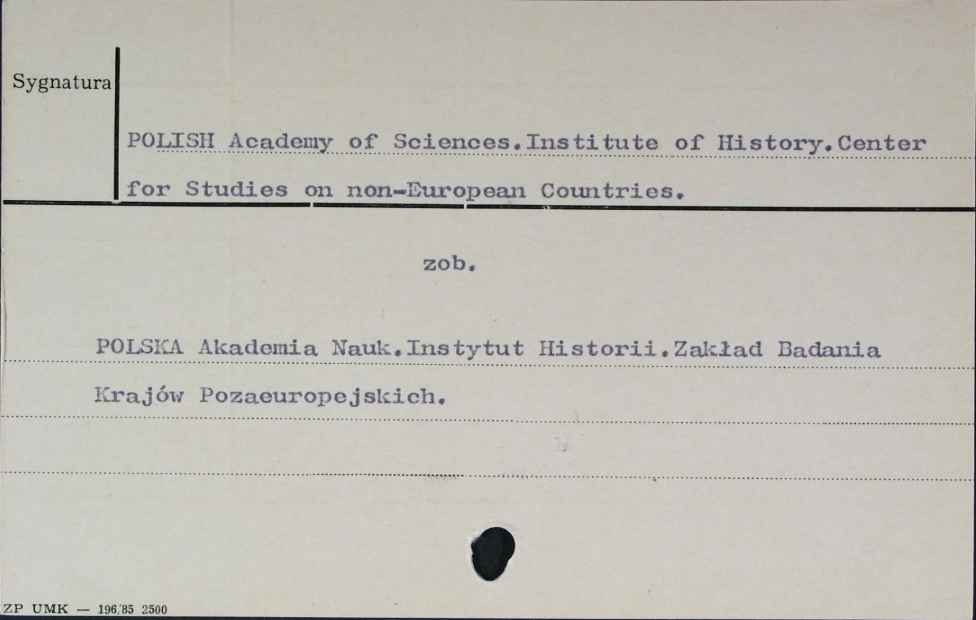 Sygnatura
POLISH Academy of Sciences.Institute of History.Center
for Studies on non-European Countries.
zob.
POLSKA Akademia Nauk.Instytut Historii.Zakład Badania
Krajów Pozaeuropejskich.
ZP UMK — 196/85 2500